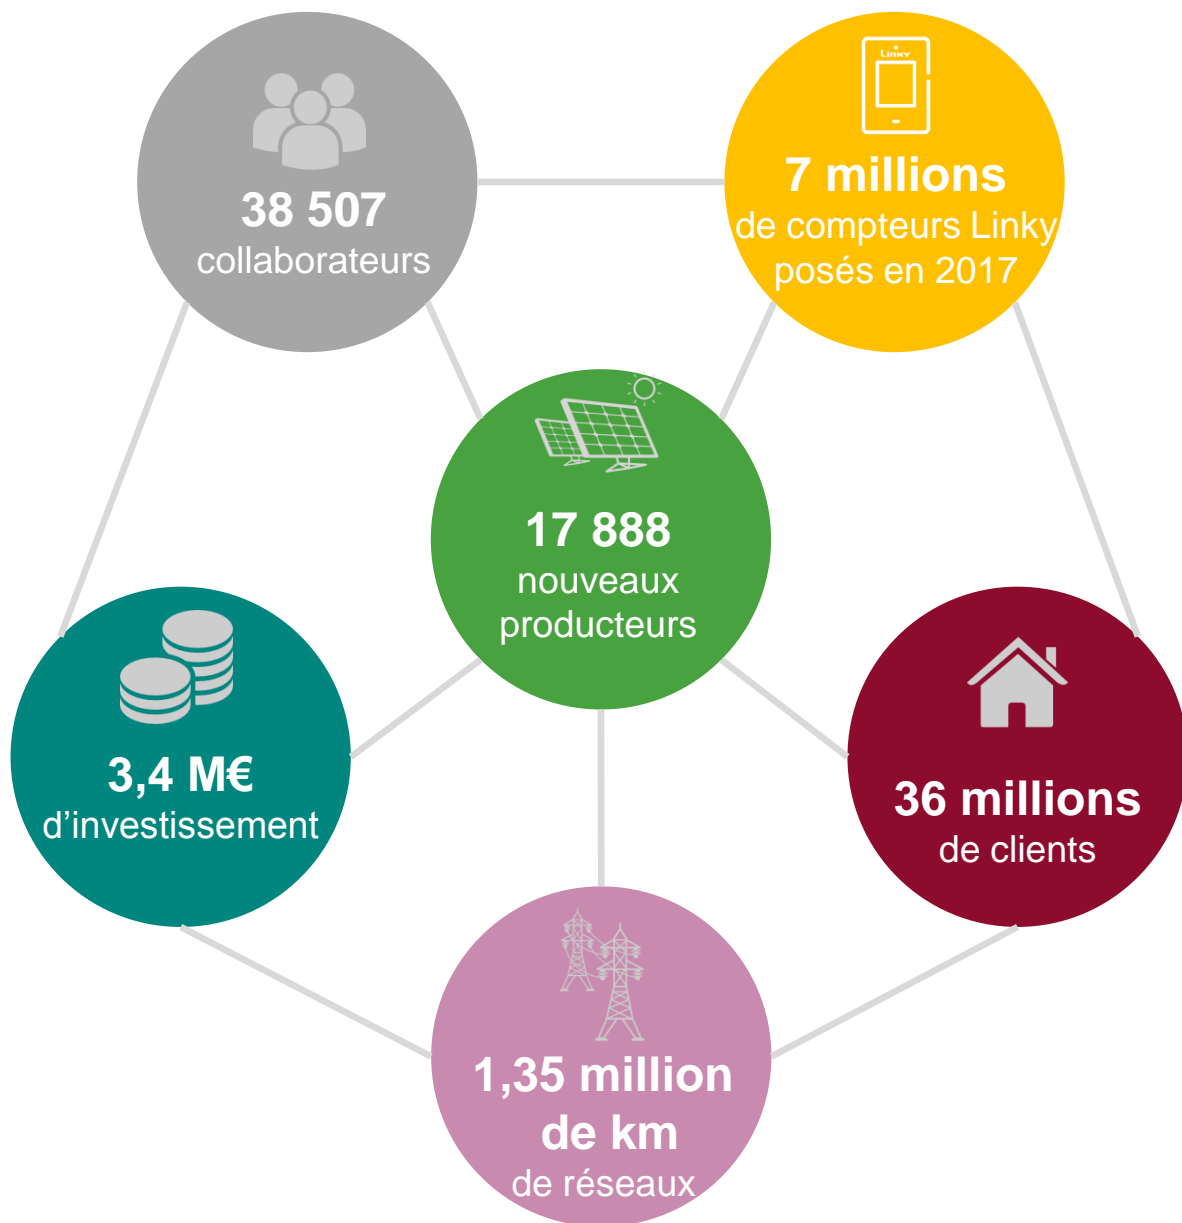 38 507
collaborateurs
Linky
7 millions
de compteurs Linky
posés en 2017
17 888
nouveaux
producteurs
3,4 M€
d’investissement
36 millions
de clients
1,35 million
de km
de réseaux